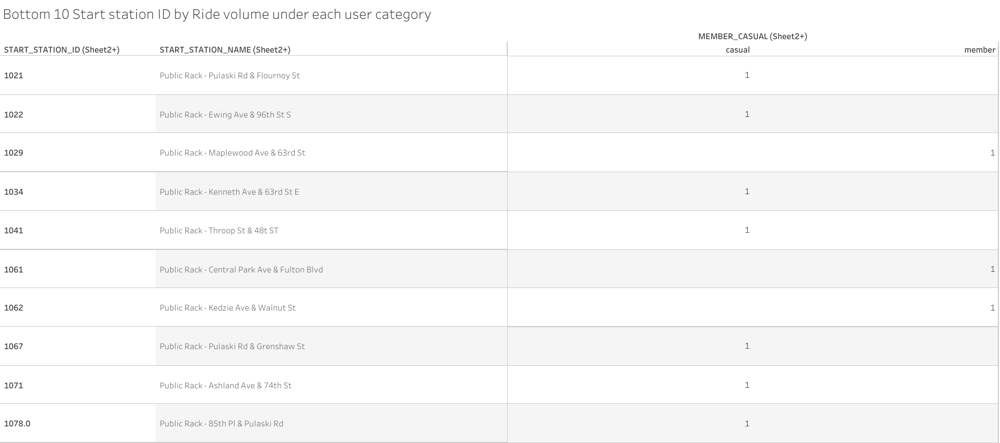 Bottom 10 Start station ID by Ride volume under each user category
MEMBER_CASUAL (Sheet2+)
START_STATION_ID (Sheet2+) START_STATION_NAME (Sheet2+) casual member
1021 Public Rack - Pulaski Rd & Flournoy St 1
1022 Public Rack - Ewing Ave & 96th St S 1
1029 Public Rack - Maplewood Ave & 63rd St 1
1034 Public Rack - Kenneth Ave & 63rd St E 1
1041 Public Rack - Throop St & 48t ST 1
1061 Public Rack - Central Park Ave & Fulton Blvd 1
1062 Public Rack - Kedzie Ave & Walnut St 1
1067 Public Rack - Pulaski Rd & Grenshaw St 1
1071 Public Rack - Ashland Ave & 74th St 1
1078.0 Public Rack - 85th Pl & Pulaski Rd 1